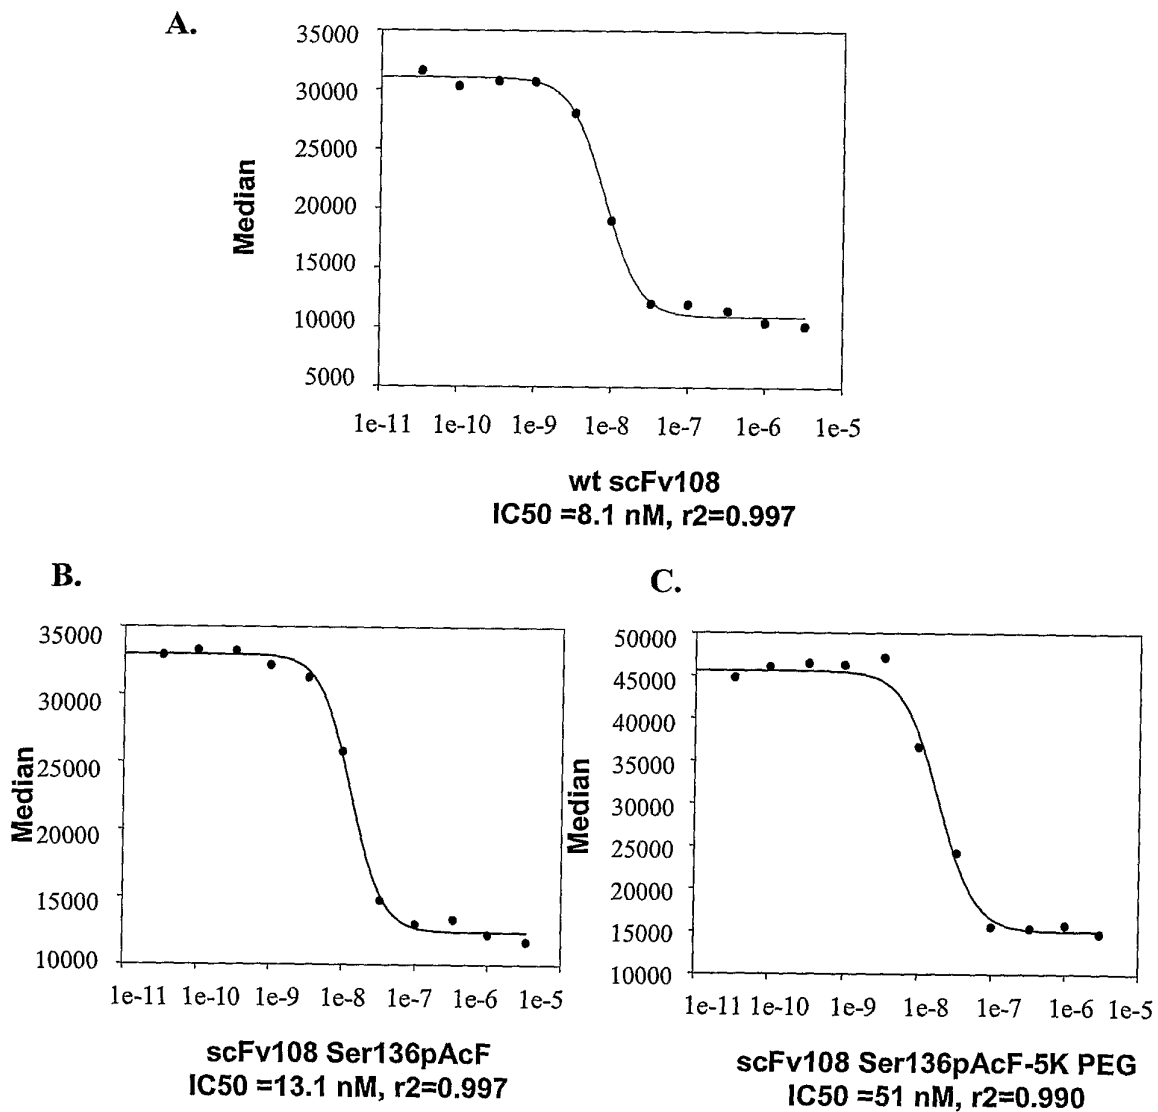 A.
35000
30000
25000
20000
15000
10000
5000
Median
1e-11 1e-10 1e-9 1e-8 1e-7 1e-6 1e-5
wt scFv108
IC50 =8.1 nM, r2=0.997
B.
35000
30000
25000
20000
15000
10000
Median
1e-11 1e-10 1e-9 1e-8 1e-7 1e-6 1e-5
scFv108 Ser136pAcF
IC50 =13.1 nM, r2=0.997
C.
50000
45000
40000
35000
30000
25000
20000
15000
10000
Median
1e-11 1e-10 1e-9 1e-8 1e-7 1e-6 1e-5
scFv108 Ser136pAcF-5K PEG
IC50 =51 nM, r2=0.990